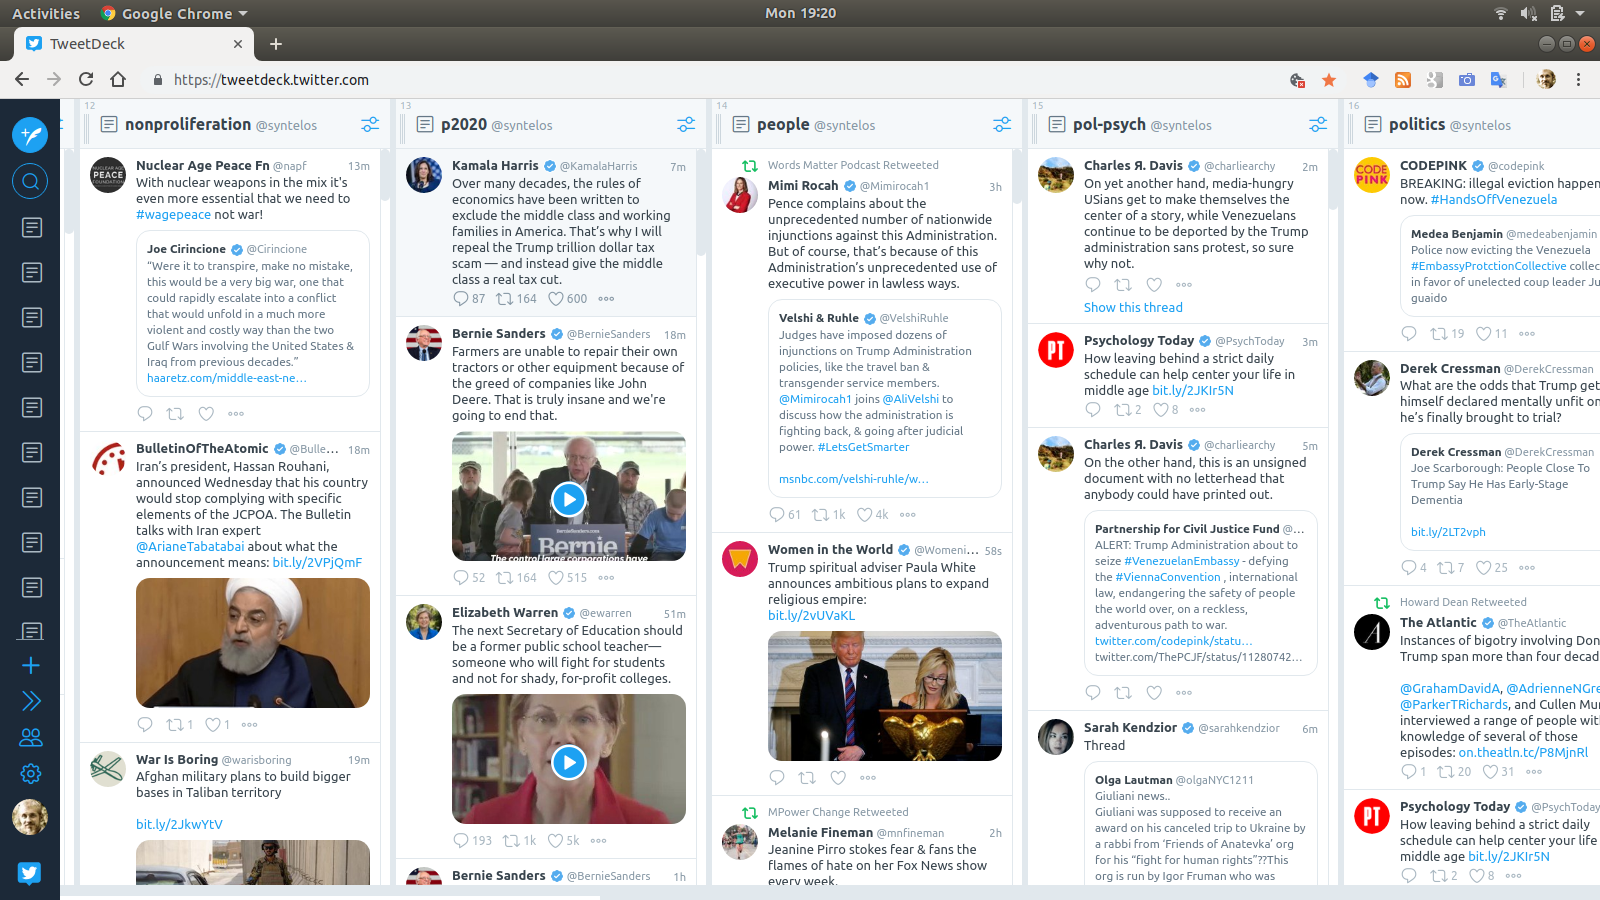 Activities
Google Chrome
Mon 19:20
TweetDeck
https://tweetdeck.twitter.com
12
nonproliferation @syntelos
NUCLEAR AGE
PEACE
FOUNDATION
Nuclear Age Peace Fn @napf 13m
With nuclear weapons in the mix it's
even more essential that we need to
#wagepeace not war!
Joe Cirincione @Cirincione
“Were it to transpire, make no mistake,
this would be a very big war, one that
could rapidly escalate into a conflict
that would unfold in a much more
violent and costly way than the two
Gulf Wars involving the United States &
Iraq from previous decades.”
haaretz.com/middle-east-ne…
BulletinOfTheAtomic @Bulle… 18m
Iran’s president, Hassan Rouhani,
announced Wednesday that his country
would stop complying with specific
elements of the JCPOA. The Bulletin
talks with Iran expert
@ArianeTabatabai about what the
announcement means: bit.ly/2VPjQmF
1 1
War Is Boring @warisboring 19m
Afghan military plans to build bigger
bases in Taliban territory
bit.ly/2JkwYtV
13
p2020 @syntelos
Kamala Harris @KamalaHarris 7m
Over many decades, the rules of
economics have been written to
exclude the middle class and working
families in America. That’s why I will
repeal the Trump trillion dollar tax
scam — and instead give the middle
class a real tax cut.
87 164 600
Bernie Sanders @BernieSanders 18m
Farmers are unable to repair their own
tractors or other equipment because of
the greed of companies like John
Deere. That is truly insane and we're
going to end that.
Bernie
The control large corporations have
52 164 515
Elizabeth Warren @ewarren 51m
The next Secretary of Education should
be a former public school teacher—
someone who will fight for students
and not for shady, for-profit colleges.
193 1k 5k
Bernie Sanders @BernieSanders 1h
14
people @syntelos
Words Matter Podcast Retweeted
Mimi Rocah @Mimirocah1 3h
Pence complains about the
unprecedented number of nationwide
injunctions against this Administration.
But of course, that’s because of this
Administration’s unprecedented use of
executive power in lawless ways.
Velshi & Ruhle @VelshiRuhle
Judges have imposed dozens of
injunctions on Trump Administration
policies, like the travel ban &
transgender service members.
@Mimirocah1 joins @AliVelshi to
discuss how the administration is
fighting back, & going after judicial
power. #LetsGetSmarter
msnbc.com/velshi-ruhle/w…
61 1k 4k
Women in the World @Womeni… 58s
Trump spiritual adviser Paula White
announces ambitious plans to expand
religious empire:
bit.ly/2vUVaKL
MPower Change Retweeted
Melanie Fineman @mnfineman 2h
Jeanine Pirro stokes fear & fans the
flames of hate on her Fox News show
every week.
15
pol-psych @syntelos
Charles Я. Davis @charliearchy 2m
On yet another hand, media-hungry
USians get to make themselves the
center of a story, while Venezuelans
continue to be deported by the Trump
administration sans protest, so sure
why not.
Show this thread
PT
Psychology Today @PsychToday 3m
How leaving behind a strict daily
schedule can help center your life in
middle age bit.ly/2JKIr5N
2 8
Charles Я. Davis @charliearchy 5m
On the other hand, this is an unsigned
document with no letterhead that
anybody could have printed out.
Partnership for Civil Justice Fund @…
ALERT: Trump Administration about to
seize #VenezuelanEmbassy - defying
the #ViennaConvention , international
law, endangering the safety of people
the world over, on a reckless,
adventurous path to war.
twitter.com/codepink/statu…
twitter.com/ThePCJF/status/11280742…
Sarah Kendzior @sarahkendzior 6m
Thread
Olga Lautman @olgaNYC1211
Giuliani news..
Giuliani was supposed to receive an
award on his canceled trip to Ukraine by
a rabbi from ‘Friends of Anatevka’ org
for his “fight for human rights”??This
org is run by Igor Fruman who was
16
politics @syntelos
CODE
PINK
CODEPINK @codepink
BREAKING: illegal eviction happen
now. #HandsOffVenezuela
Medea Benjamin @medeabenjamin
Police now evicting the Venezuela
#EmbassyProtctionCollective collec
in favor of unelected coup leader Ju
guaido
19 11
Derek Cressman @DerekCressman
What are the odds that Trump get
himself declared mentally unfit on
he’s finally brought to trial?
Derek Cressman @DerekCressman
Joe Scarborough: People Close To
Trump Say He Has Early-Stage
Dementia
bit.ly/2LT2vph
4 7 25
Howard Dean Retweeted
A
The Atlantic @TheAtlantic
Instances of bigotry involving Don
Trump span more than four decad
@GrahamDavidA, @AdrienneNGre
@ParkerTRichards, and Cullen Mu
interviewed a range of people wit
knowledge of several of those
episodes: on.theatln.tc/P8MjnRl
1 20 31
PT
Psychology Today @PsychToday
How leaving behind a strict daily
schedule can help center your life
middle age bit.ly/2JKIr5N
2 8